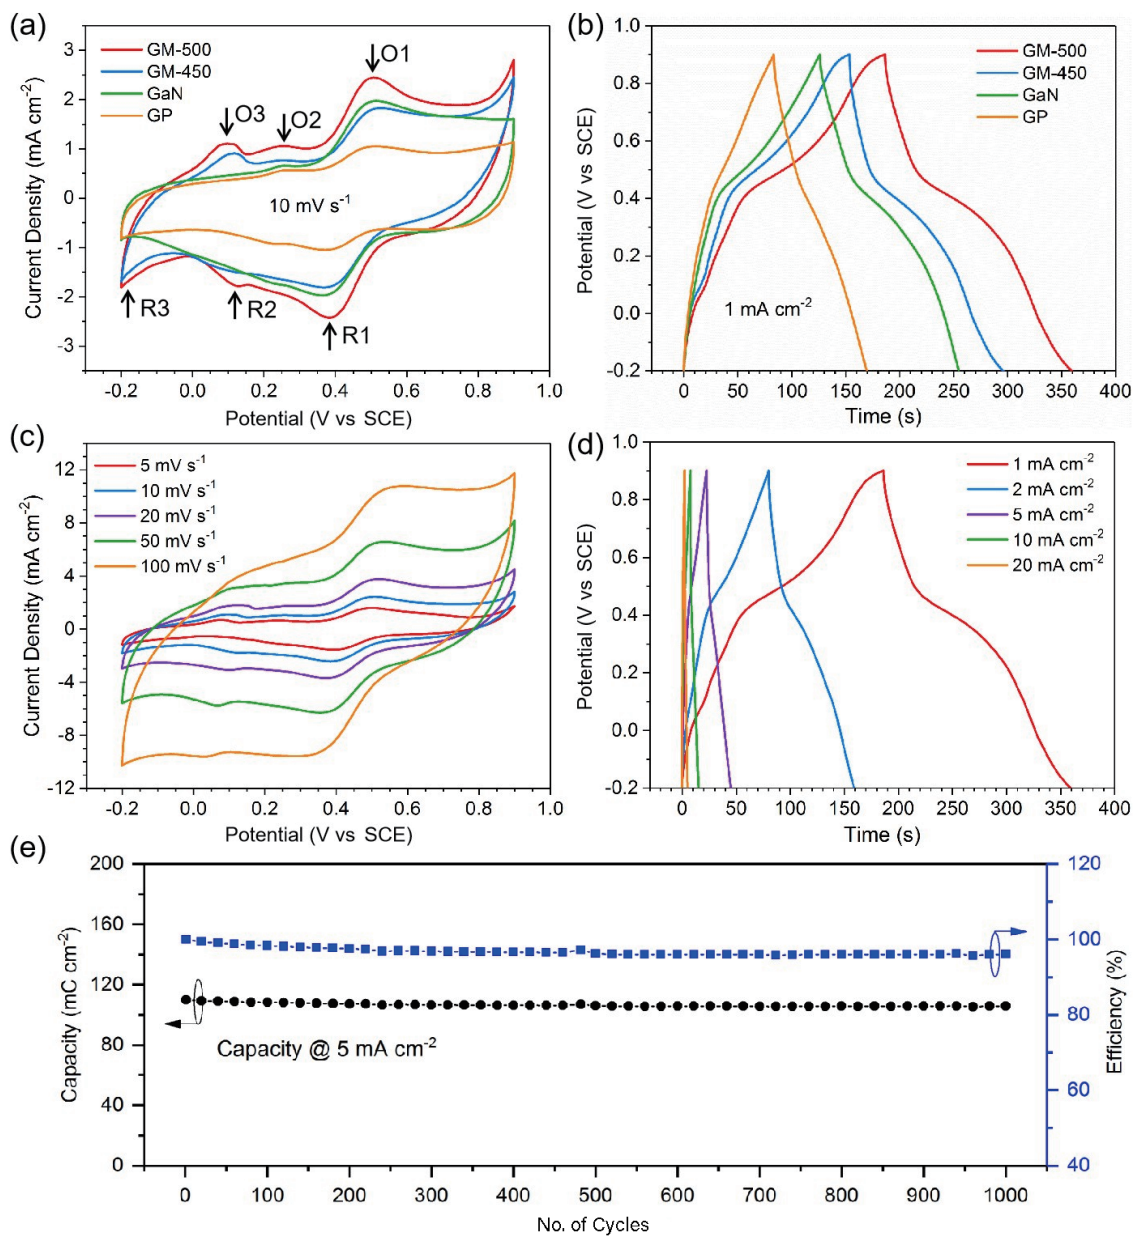 (a)
GM-500
GM-450
GaN
GP
O1
O2
O3
10 mV s⁻¹
R1
R2
R3
3
2
1
0
-1
-2
-3
Current Density (mA cm⁻²)
-0.2 0.0 0.2 0.4 0.6 0.8 1.0
Potential (V vs SCE)
(b)
GM-500
GM-450
GaN
GP
1 mA cm⁻²
1.0
0.8
0.6
0.4
0.2
0.0
-0.2
Potential (V vs SCE)
0 50 100 150 200 250 300 350 400
Time (s)
(c)
5 mV s⁻¹
10 mV s⁻¹
20 mV s⁻¹
50 mV s⁻¹
100 mV s⁻¹
12
8
4
0
-4
-8
-12
Current Density (mA cm⁻²)
-0.2 0.0 0.2 0.4 0.6 0.8 1.0
Potential (V vs SCE)
(d)
1 mA cm⁻²
2 mA cm⁻²
5 mA cm⁻²
10 mA cm⁻²
20 mA cm⁻²
1.0
0.8
0.6
0.4
0.2
0.0
-0.2
Potential (V vs SCE)
0 50 100 150 200 250 300 350 400
Time (s)
(e)
200
160
120
80
40
0
Capacity (mC cm⁻²)
Capacity @ 5 mA cm⁻²
120
100
80
60
40
Efficiency (%)
0 100 200 300 400 500 600 700 800 900 1000
No. of Cycles